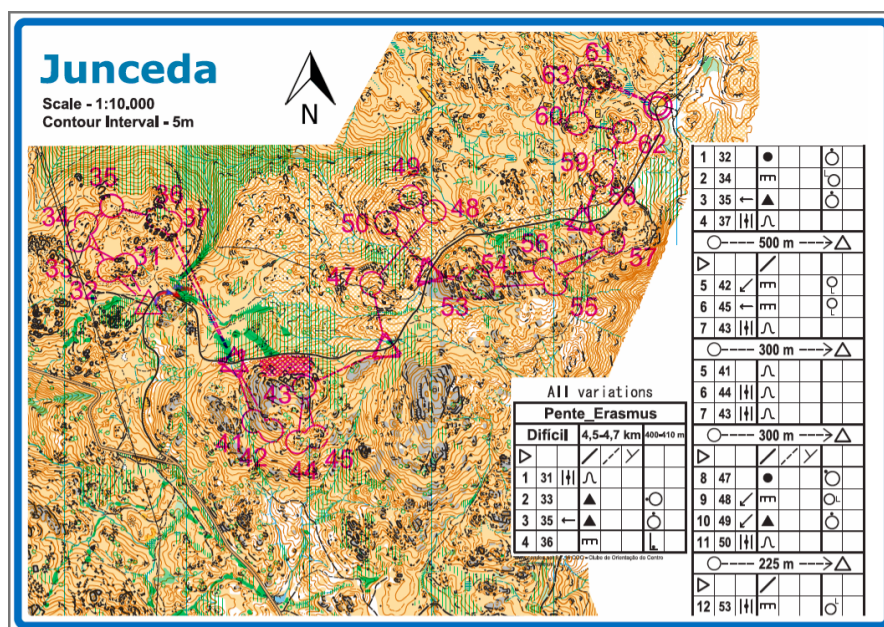 Junceda
Scale - 1:10.000
Contour Interval - 5m
N
61
63
60
62
59
58
49
48
50
35
36
34
37
33
31
32
47
56
57
54
53
55
43
41
42
44
45
All variations
Pente_Erasmus
Difícil 4,5-4,7 km 400-410 m
1 31
2 33
3 35 ←
4 36
1 32
2 34
3 35 ←
4 37
500 m
5 42 ↙
6 45 ←
7 43
300 m
5 41
6 44
7 43
300 m
8 47
9 48 ↙
10 49 ↙
11 50
225 m
12 53